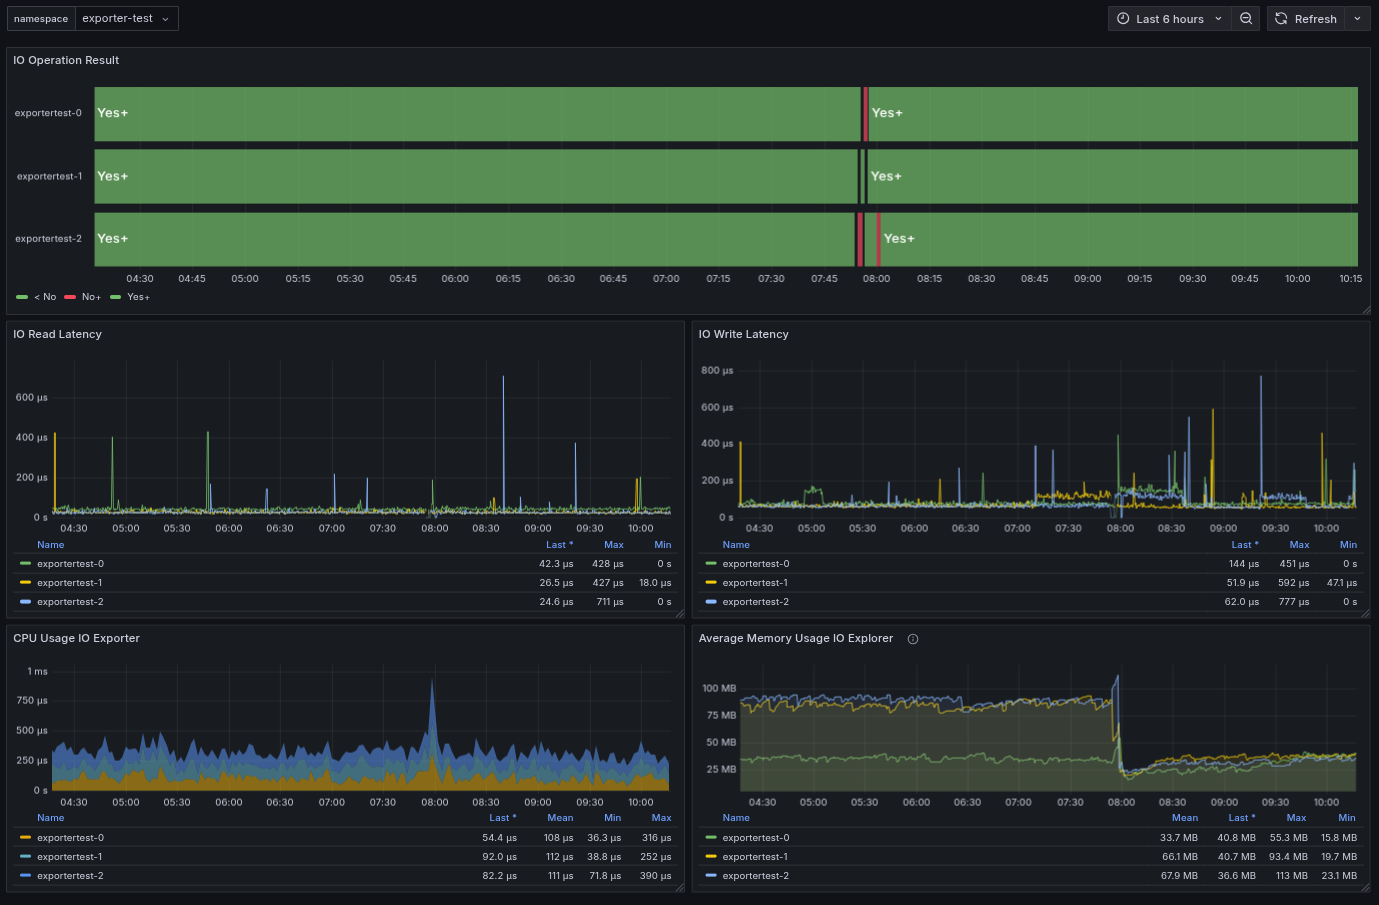 namespace exporter-test Last 6 hours Refresh
IO Operation Result
exportertest-0 Yes+ Yes+
exportertest-1 Yes+ Yes+
exportertest-2 Yes+ Yes+
04:30 04:45 05:00 05:15 05:30 05:45 06:00 06:15 06:30 06:45 07:00 07:15 07:30 07:45 08:00 08:15 08:30 08:45 09:00 09:15 09:30 09:45 10:00 10:15
< No No+ Yes+
IO Read Latency
600 µs
400 µs
200 µs
0 s
04:30 05:00 05:30 06:00 06:30 07:00 07:30 08:00 08:30 09:00 09:30 10:00
Name Last * Max Min
exportertest-0 42.3 µs 428 µs 0 s
exportertest-1 26.5 µs 427 µs 18.0 µs
exportertest-2 24.6 µs 711 µs 0 s
IO Write Latency
800 µs
600 µs
400 µs
200 µs
0 s
04:30 05:00 05:30 06:00 06:30 07:00 07:30 08:00 08:30 09:00 09:30 10:00
Name Last * Max Min
exportertest-0 144 µs 451 µs 0 s
exportertest-1 51.9 µs 592 µs 47.1 µs
exportertest-2 62.0 µs 777 µs 0 s
CPU Usage IO Exporter
1 ms
750 µs
500 µs
250 µs
0 s
04:30 05:00 05:30 06:00 06:30 07:00 07:30 08:00 08:30 09:00 09:30 10:00
Name Last * Mean Min Max
exportertest-0 54.4 µs 108 µs 36.3 µs 316 µs
exportertest-1 92.0 µs 112 µs 38.8 µs 252 µs
exportertest-2 82.2 µs 111 µs 71.8 µs 390 µs
Average Memory Usage IO Explorer
100 MB
75 MB
50 MB
25 MB
04:30 05:00 05:30 06:00 06:30 07:00 07:30 08:00 08:30 09:00 09:30 10:00
Name Mean Last * Max Min
exportertest-0 33.7 MB 40.8 MB 55.3 MB 15.8 MB
exportertest-1 66.1 MB 40.7 MB 93.4 MB 19.7 MB
exportertest-2 67.9 MB 36.6 MB 113 MB 23.1 MB